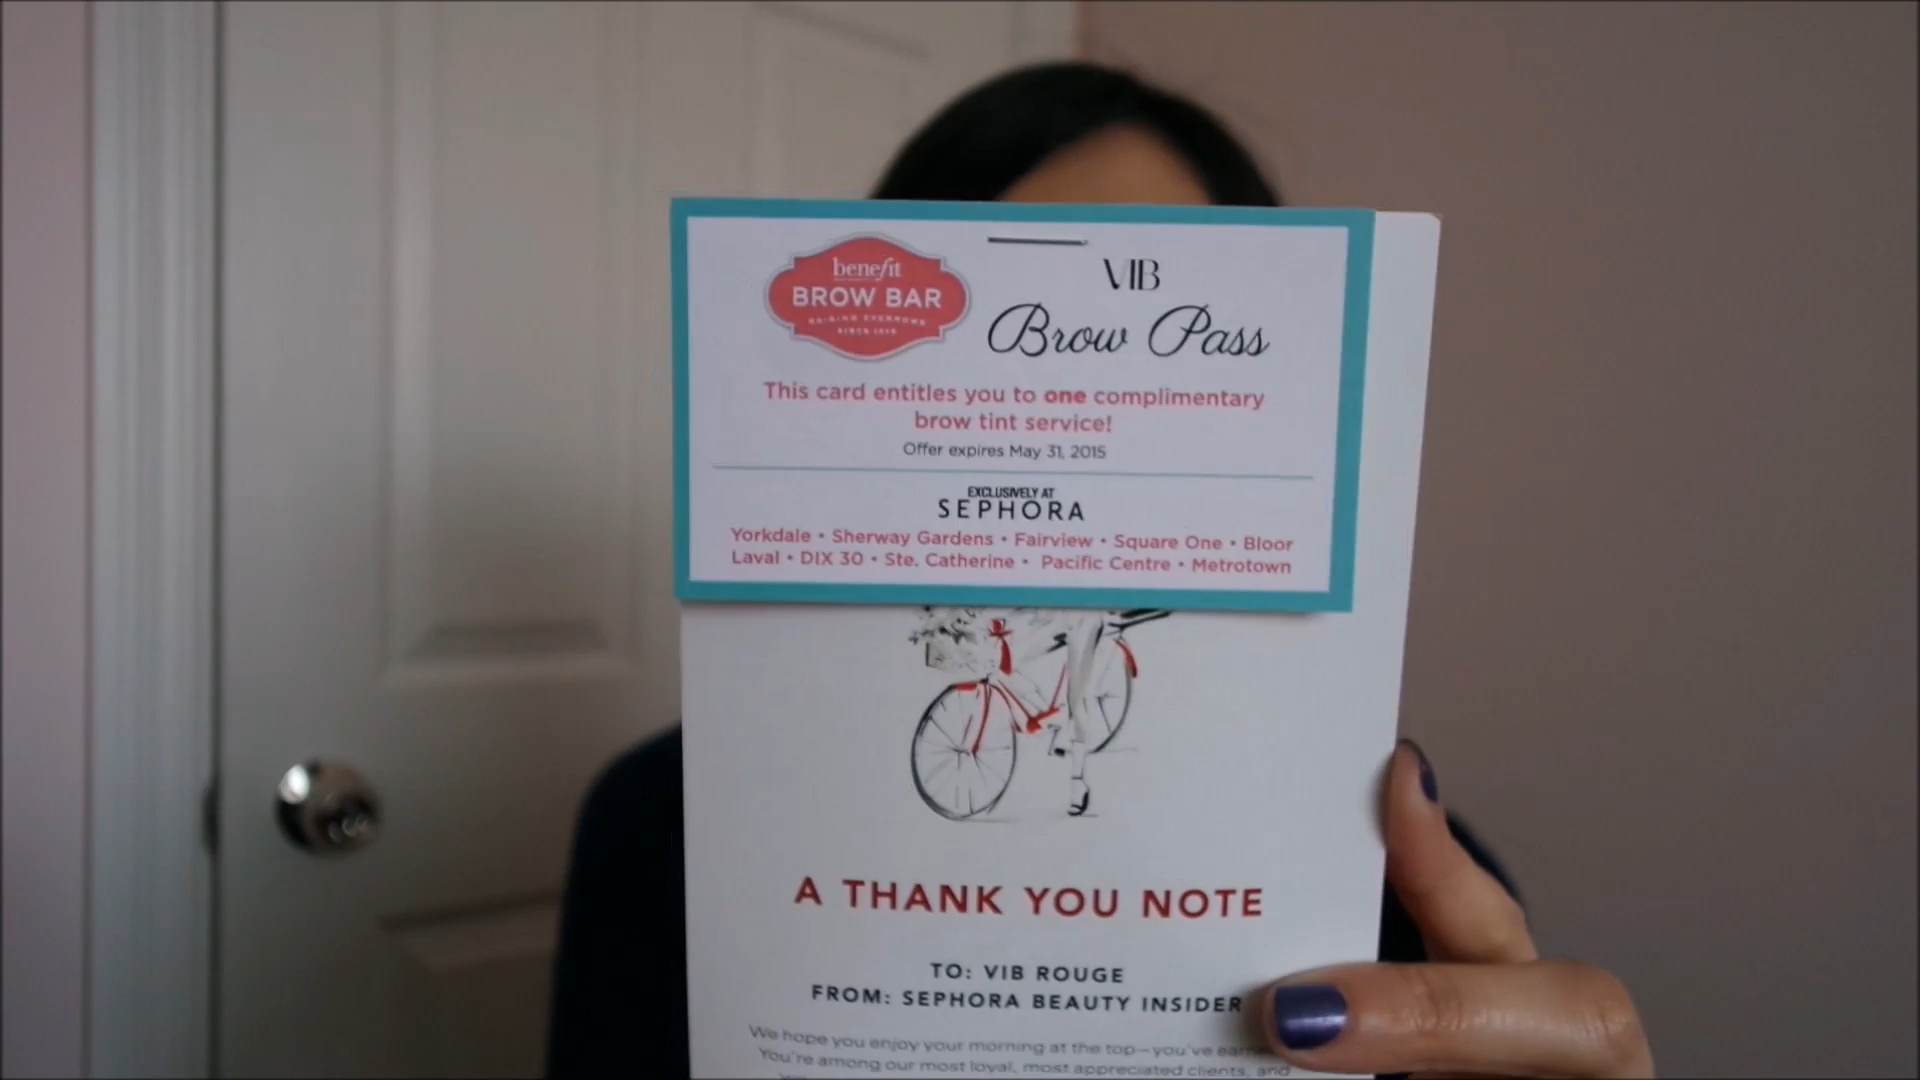 benefit
BROW BAR
RAISING EYEBROWS
SINCE
VIB
Brow Pass
This card entitles you to one complimentary
brow tint service!
Offer expires May 31, 2015
EXCLUSIVELY AT
SEPHORA
Yorkdale • Sherway Gardens • Fairview • Square One • Bloor
Laval • DIX 30 • Ste. Catherine • Pacific Centre • Metrotown
A THANK YOU NOTE
TO: VIB ROUGE
FROM: SEPHORA BEAUTY INSIDER
We hope you enjoy your morning at the top—you've
You're among our most loyal, most appreciated clients, and